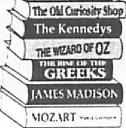 The Old Curiosity Shop
The Kennedys
THE WIZARD OF OZ
THE RISE OF THE
GREEKS
JAMES MADISON
MOZART